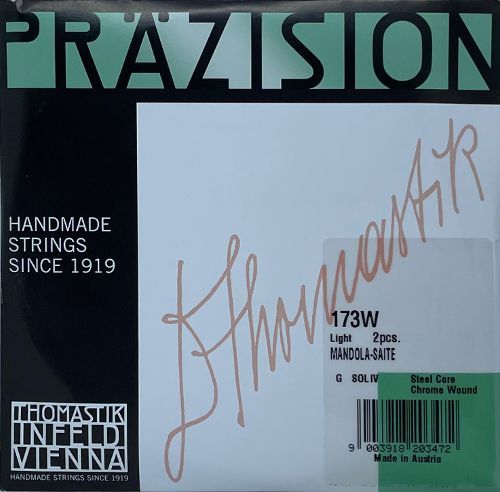 PRÄZISION
HANDMADE
STRINGS
SINCE 1919
Thomastik
173W
Light 2pcs.
MANDOLA-SAITE
G SOLIV
Steel Core
Chrome Wound
9 003918 203472
Made in Austria
THOMASTIK
INFELD
VIENNA
HANDMADE STRINGS SINCE 1919